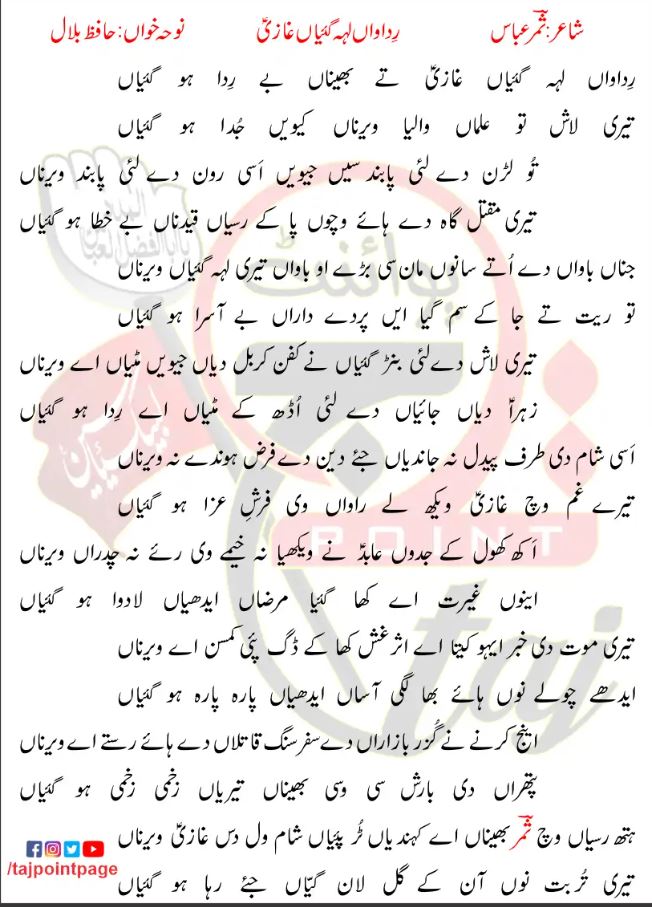 شاعر: ثمر عباس رِداواں لہہ گئیاں غازیؑ نوحہ خواں: حافظ بلال
رِداواں لہہ گئیاں غازیؑ تے بھیناں بے رِدا ہو گئیاں
تیری لاش تو علماں والیا ویرناں کیویں جُدا ہو گئیاں
تُو لڑن دے لئی پابند سیں جیویں اَسی رون دے لئی پابند ویرناں
تیری مقتل گاہ دے ہائے وچوں پا کے رسیاں قیدناں بے خطا ہو گئیاں
جناں باواں دے اُتے سانوں مان سی بڑے او باواں تیری لہہ گئیاں ویرناں
تو ریت تے جا کے سم گیا ایں پردے داراں بے آسرا ہو گئیاں
تیری لاش دے لئی بنڑ گئیاں نے کفن کربل دیاں جیویں مٹیاں اے ویرناں
زہراؑ دیاں جائیاں دے لئی اُڈھ کے مٹیاں اے رِدا ہو گئیاں
اَسی شام دی طرف پیدل نہ جاندیاں جئے دین دے فرض ہوندے نہ ویرناں
تیرے غم وچ غازیؑ ویکھ لے راواں وی فرشِ عزا ہو گئیاں
اَکھ کھول کے جدوں عابدؑ نے ویکھیا نہ خیمے وی رئے نہ چدراں ویرناں
اینوں غیرت اے کھا گئیا مرضاں ایدھیاں لادوا ہو گئیاں
تیری موت دی خبر ایہو کیتا اے اثر غش کھا کے ڈگ پئی کمسن اے ویرناں
ایدھے چولے نوں ہائے بھا لگی آساں ایدھیاں پارہ پارہ ہو گئیاں
اینج کرنے نے گُزر بازاراں دے سفر سنگ قاتلاں دے ہائے رستے اے ویرناں
پتھراں دی بارش سی وسی بھیناں تیریاں زخمی زخمی ہو گئیاں
ہتھ رسیاں وچ ثمر بھیناں اے کہندیاں ٹُر پئیاں شام ول دس غازیؑ ویرناں
تیری تُربت نوں آن کے گل لان گیّاں جئے رہا ہو گئیاں
/tajpointpage
پوائنٹ
POINT
taj